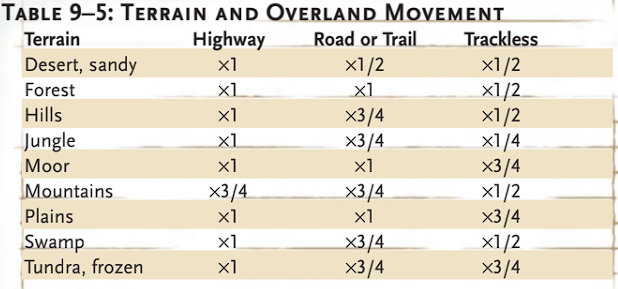 TABLE 9–5: TERRAIN AND OVERLAND MOVEMENT
Terrain Highway Road or Trail Trackless
Desert, sandy ×1 ×1/2 ×1/2
Forest ×1 ×1 ×1/2
Hills ×1 ×3/4 ×1/2
Jungle ×1 ×3/4 ×1/4
Moor ×1 ×1 ×3/4
Mountains ×3/4 ×3/4 ×1/2
Plains ×1 ×1 ×3/4
Swamp ×1 ×3/4 ×1/2
Tundra, frozen ×1 ×3/4 ×3/4